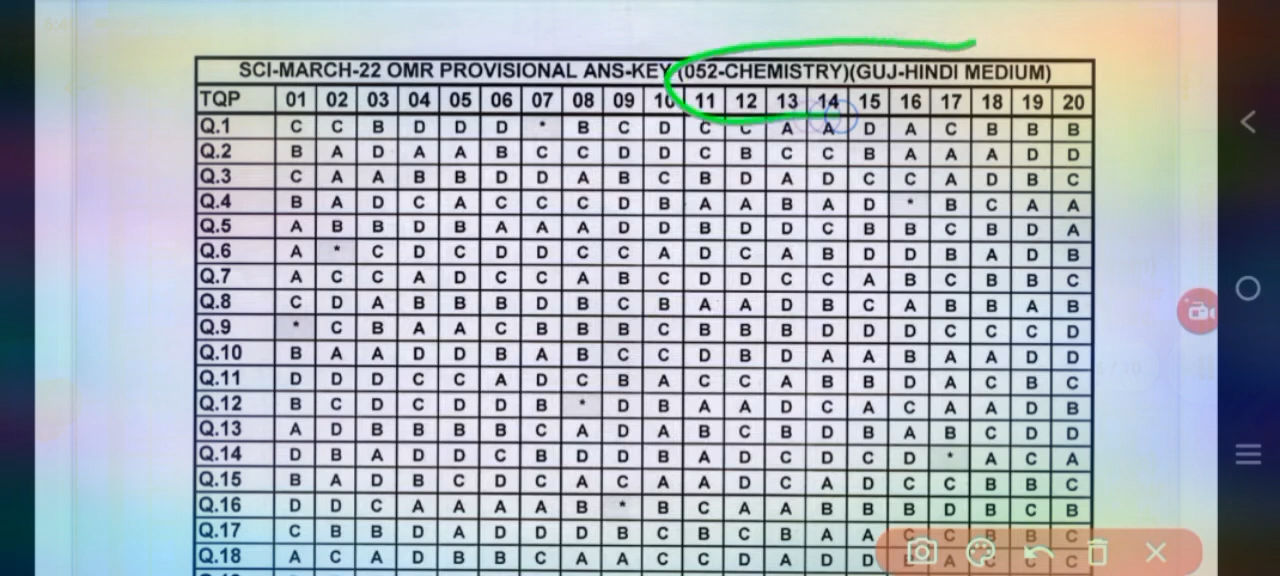 SCI-MARCH-22 OMR PROVISIONAL ANS-KEY (052-CHEMISTRY)(GUJ-HINDI MEDIUM)
TQP 01 02 03 04 05 06 07 08 09 10 11 12 13 14 15 16 17 18 19 20
Q.1 C C B D D D * B C D C C A A D A C B B B
Q.2 B A D A A B C C D D C B C C B A A A D D
Q.3 C A A B B D D A B C B D A D C C A D B C
Q.4 B A D C A C C C D B A A B A D * B C A A
Q.5 A B B D B A A A D D B D D C B B C B D A
Q.6 A * C D C D D C C A D C A B D D B A D B
Q.7 A C C A D C C A B C D D C C A B C B B C
Q.8 C D A B B B D B C B A A D B C A B B A B
Q.9 * C B A A C B B B C B B B D D D C C C D
Q.10 B A A D D B A B C C D B D A A B A A D D
Q.11 D D D C C A D C B A C C A B B D A C B C
Q.12 B C D C D D B * D B A A D C A C A A D B
Q.13 A D B B B B C A D A B C B D B A B C D D
Q.14 D B A D D C B D D B A D C D C D * A C A
Q.15 B A D B C D C A C A A D C A D C C B B C
Q.16 D D C A A A A B * B C A A B B B D B C B
Q.17 C B B D A D D D B C B C B A A C C B B C
Q.18 A C A D B B C A A C C D A D D A C C C